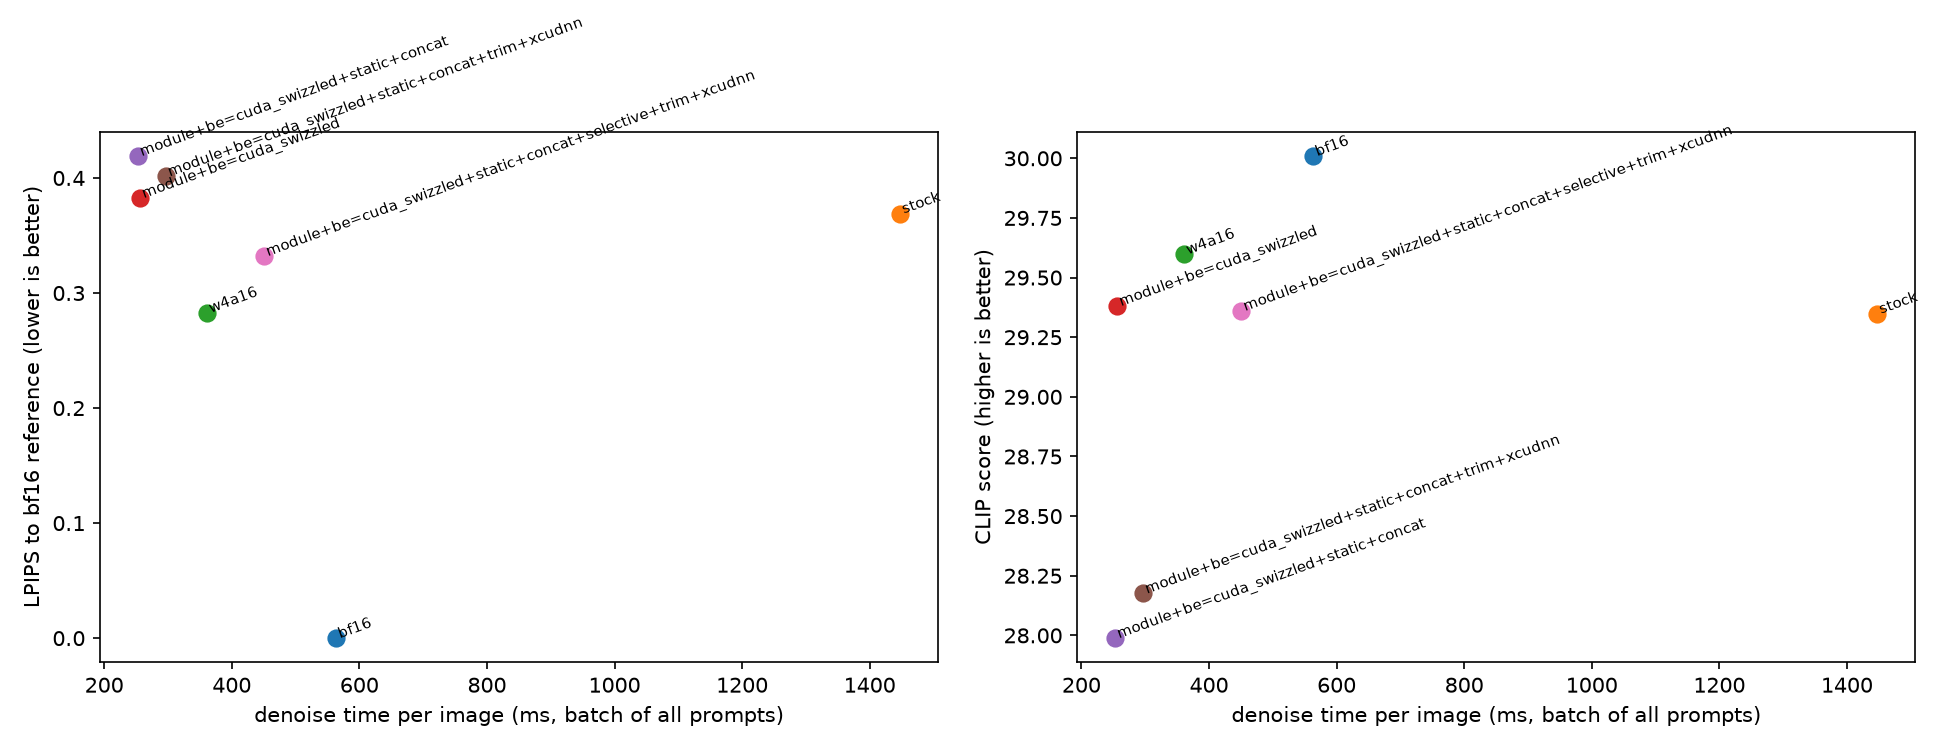 module+be=cuda_swizzled+static+concat
module+be=cuda_swizzled+static+concat+trim+xcudnn
module+be=cuda_swizzled
module+be=cuda_swizzled+static+concat+selective+trim+xcudnn
stock
w4a16
bf16
0.4
0.3
0.2
0.1
0.0
LPIPS to bf16 reference (lower is better)
200 400 600 800 1000 1200 1400
denoise time per image (ms, batch of all prompts)
bf16
module+be=cuda_swizzled+static+concat+selective+trim+xcudnn
w4a16
module+be=cuda_swizzled
stock
module+be=cuda_swizzled+static+concat+trim+xcudnn
module+be=cuda_swizzled+static+concat
30.00
29.75
29.50
29.25
29.00
28.75
28.50
28.25
28.00
CLIP score (higher is better)
200 400 600 800 1000 1200 1400
denoise time per image (ms, batch of all prompts)